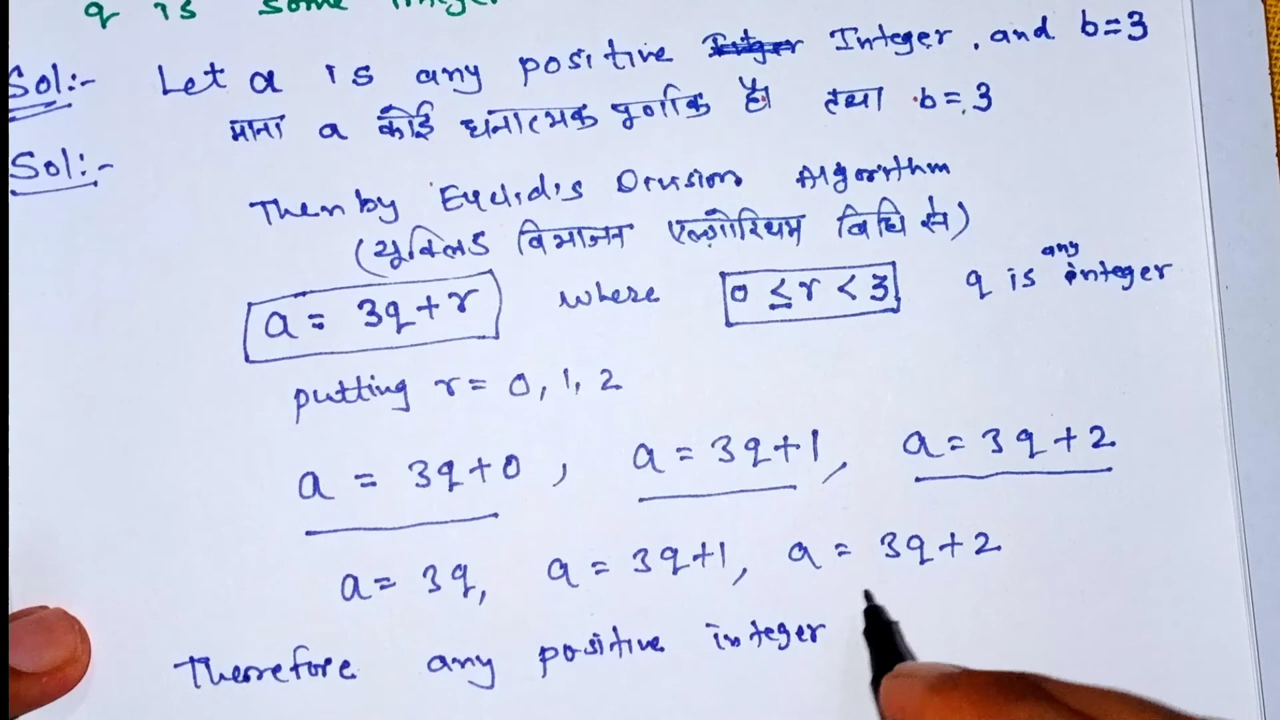 q is some integer
Sol:- Let a is any positive Integer, and b=3
माना a कोई धनात्मक पूर्णांक है। तथा b=3
Sol:-
Then by Euclid's Division Algorithm
(यूक्लिड विभाजन एल्गोरिथम विधि से)
a = 3q+r where 0 ≤ r < 3 q is any integer
putting r = 0, 1, 2
a = 3q+0, a = 3q+1, a = 3q+2
a = 3q, a = 3q+1, a = 3q+2
Therefore any positive integer